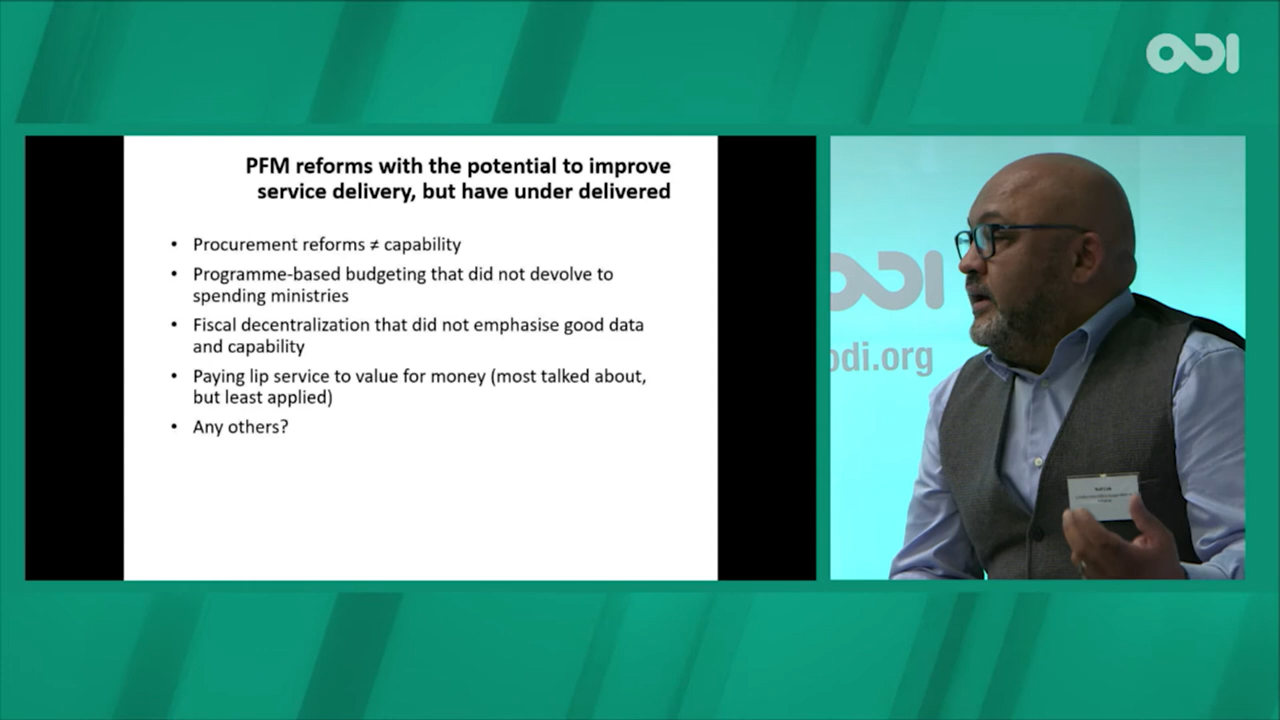 ODI
PFM reforms with the potential to improve
service delivery, but have under delivered
• Procurement reforms ≠ capability
• Programme-based budgeting that did not devolve to
spending ministries
• Fiscal decentralization that did not emphasise good data
and capability
• Paying lip service to value for money (most talked about,
but least applied)
• Any others?
ODI
odi.org